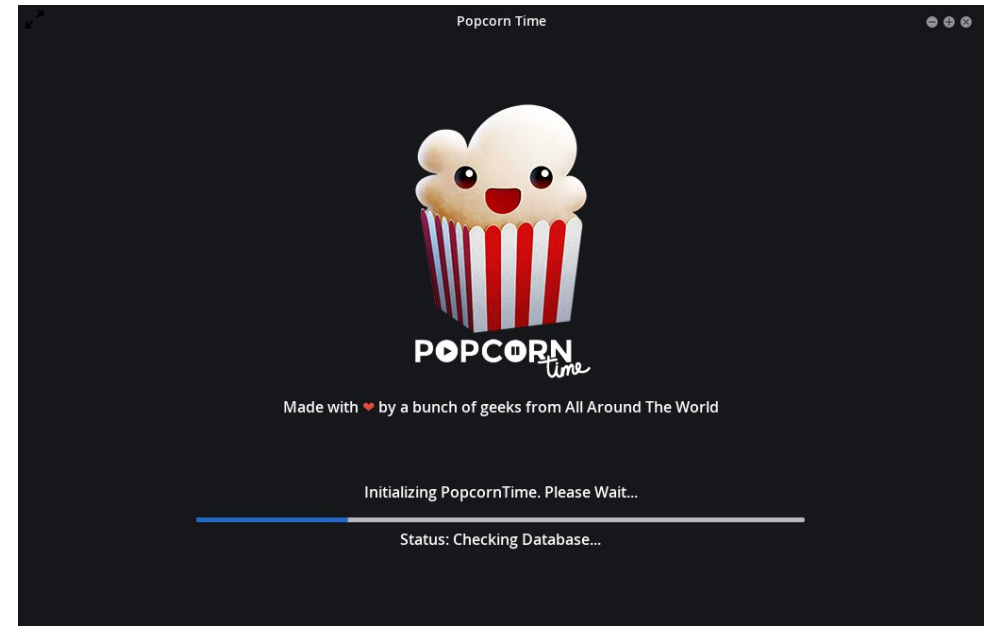 Popcorn Time
POPCORN
time
Made with ❤ by a bunch of geeks from All Around The World
Initializing PopcornTime. Please Wait...
Status: Checking Database...